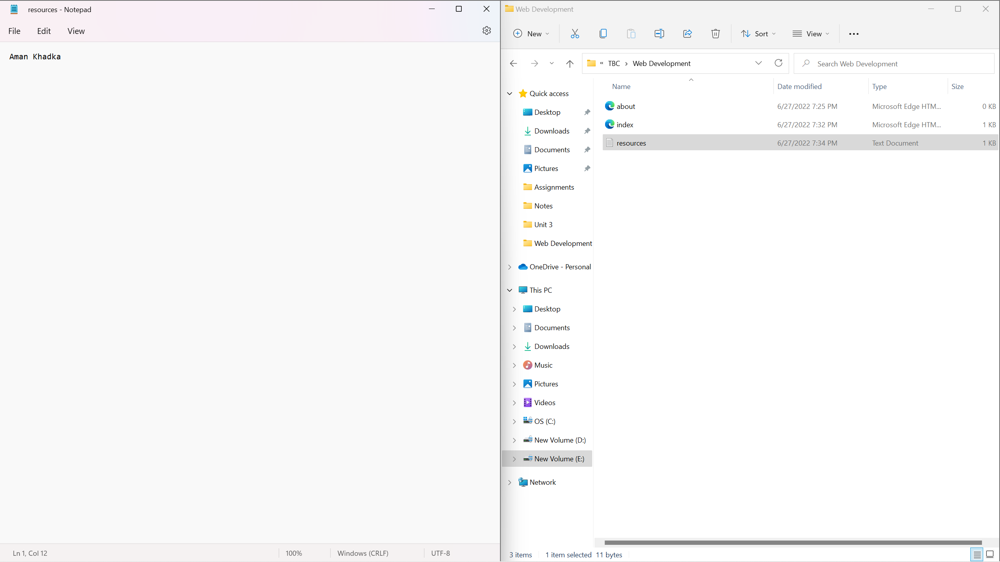 resources - Notepad
File Edit View
Aman Khadka
Ln 1, Col 12 100% Windows (CRLF) UTF-8
Web Development
New Sort View
« TBC > Web Development Search Web Development
Quick access
Desktop
Downloads
Documents
Pictures
Assignments
Notes
Unit 3
Web Development
OneDrive - Personal
This PC
Desktop
Documents
Downloads
Music
Pictures
Videos
OS (C:)
New Volume (D:)
New Volume (E:)
Network
Name Date modified Type Size
about 6/27/2022 7:25 PM Microsoft Edge HTM... 0 KB
index 6/27/2022 7:32 PM Microsoft Edge HTM... 1 KB
resources 6/27/2022 7:34 PM Text Document 1 KB
3 items 1 item selected 11 bytes